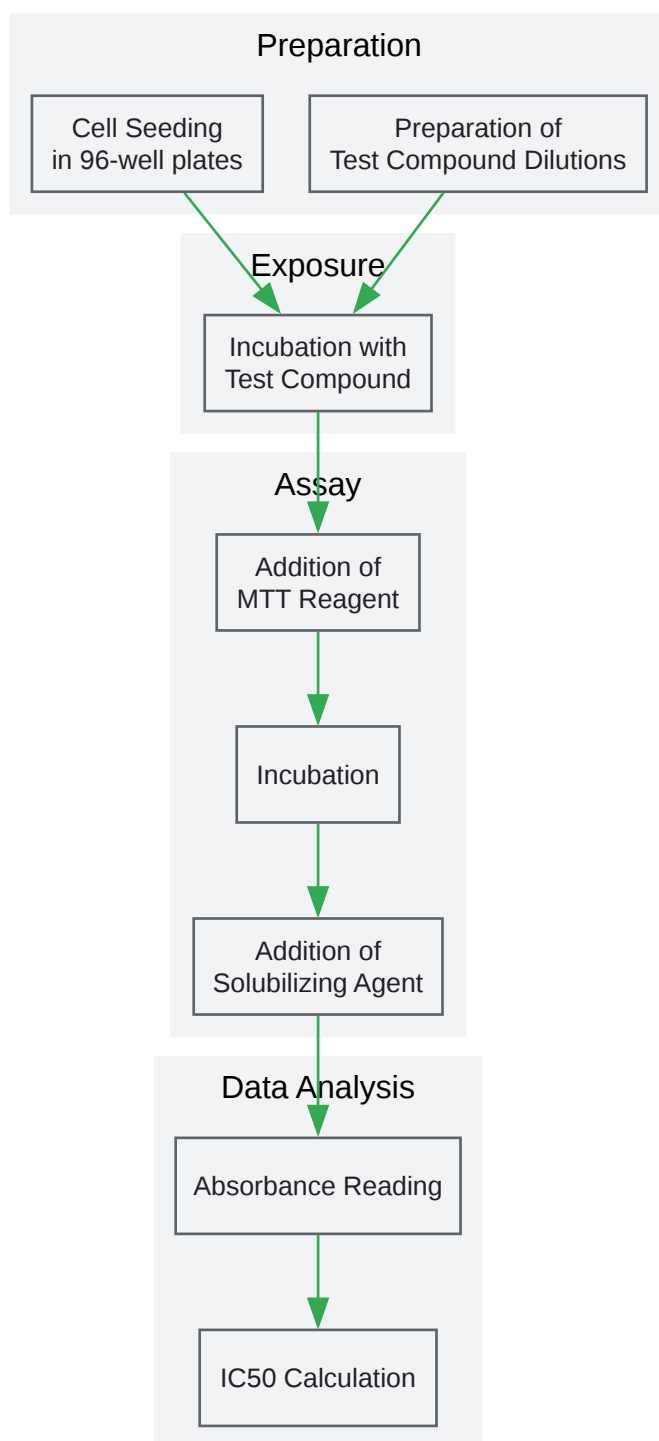 Preparation
Cell Seeding
in 96-well plates
Preparation of
Test Compound Dilutions
Exposure
Incubation with
Test Compound
Assay
Addition of
MTT Reagent
Incubation
Addition of
Solubilizing Agent
Data Analysis
Absorbance Reading
IC50 Calculation